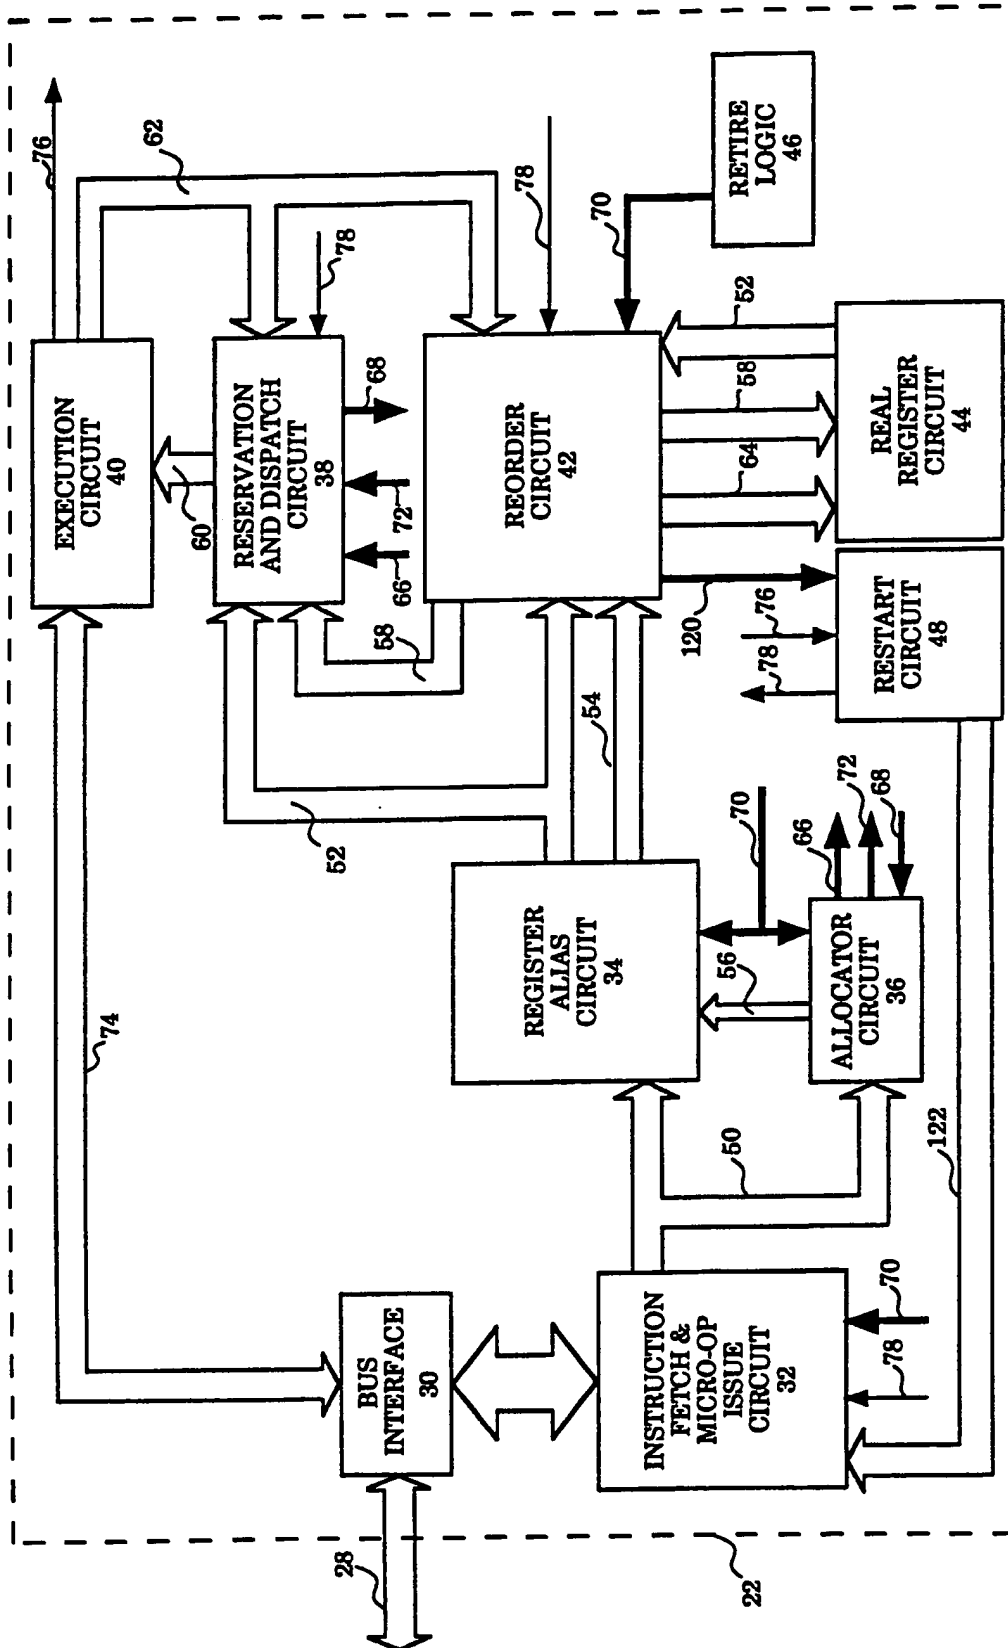 28
22
BUS
INTERFACE
30
INSTRUCTION
FETCH &
MICRO-OP
ISSUE
CIRCUIT
32
78
70
74
50
122
REGISTER
ALIAS
CIRCUIT
34
56
70
ALLOCATOR
CIRCUIT
36
66
72
68
52
54
58
EXECUTION
CIRCUIT
40
60
RESERVATION
AND DISPATCH
CIRCUIT
38
66
72
68
REORDER
CIRCUIT
42
120
64
58
52
78
76
RESTART
CIRCUIT
48
REAL
REGISTER
CIRCUIT
44
76
62
78
78
70
RETIRE
LOGIC
46